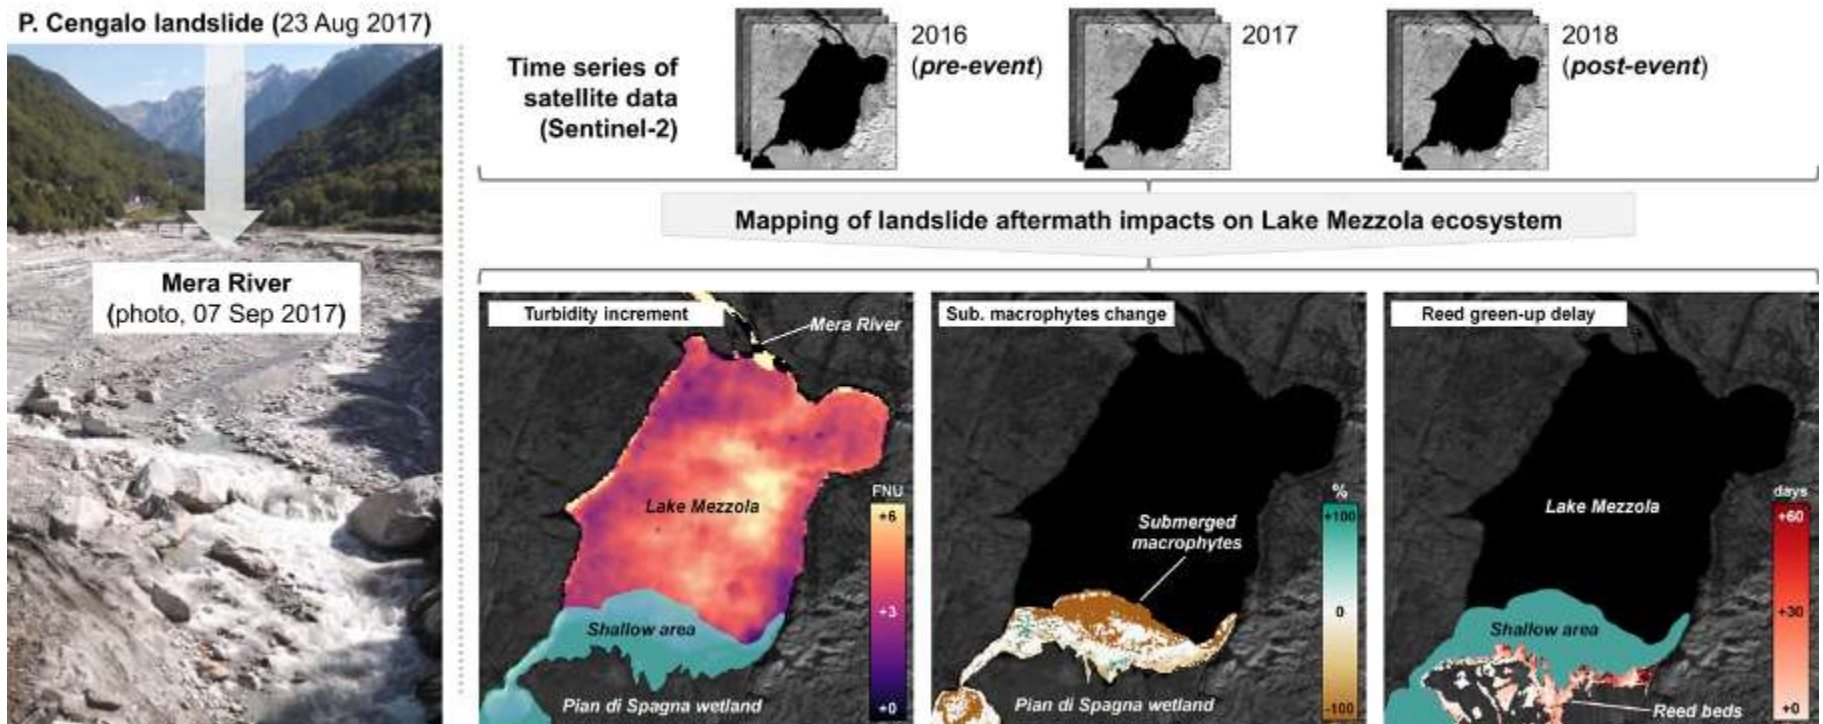 P. Cengalo landslide (23 Aug 2017)
Mera River
(photo, 07 Sep 2017)
Time series of
satellite data
(Sentinel-2)
2016
(pre-event)
2017
2018
(post-event)
Mapping of landslide aftermath impacts on Lake Mezzola ecosystem
Turbidity increment
Mera River
Lake Mezzola
FNU
+6
+3
+0
Shallow area
Pian di Spagna wetland
Sub. macrophytes change
Submerged
macrophytes
%
+100
0
-100
Pian di Spagna wetland
Reed green-up delay
Lake Mezzola
days
+60
+30
+0
Shallow area
Reed beds